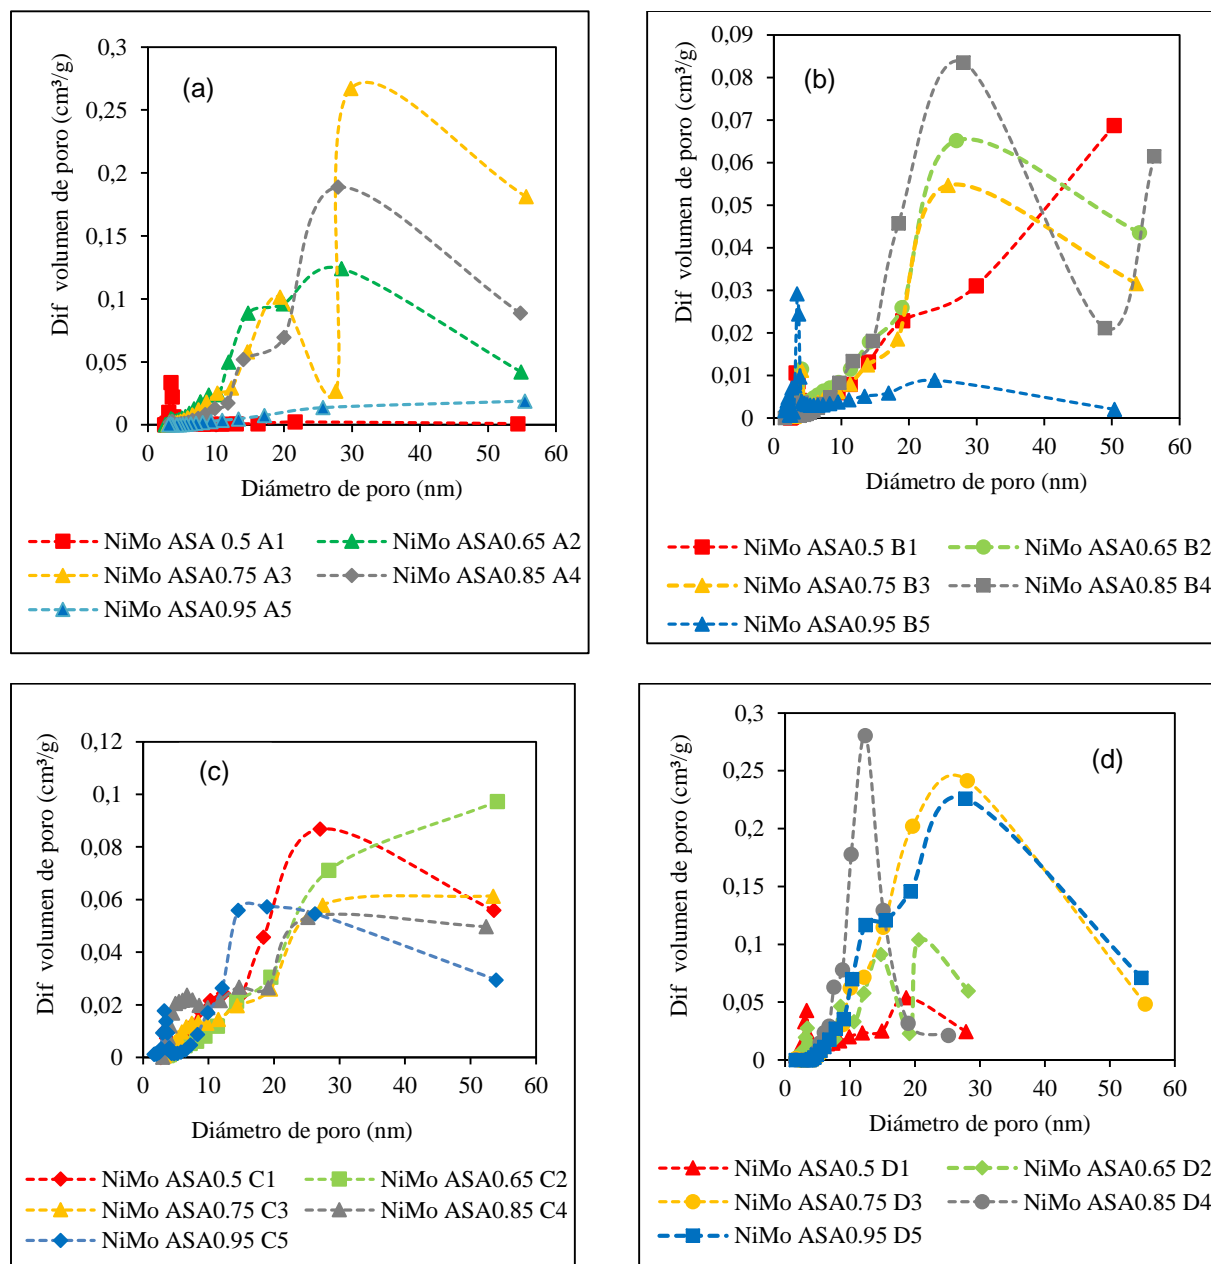 (a)
Dif volumen de poro (cm³/g)
0,3
0,25
0,2
0,15
0,1
0,05
0
0 10 20 30 40 50 60
Diámetro de poro (nm)
NiMo ASA 0.5 A1 NiMo ASA0.65 A2
NiMo ASA0.75 A3 NiMo ASA0.85 A4
NiMo ASA0.95 A5
(b)
Dif volumen de poro (cm³/g)
0,09
0,08
0,07
0,06
0,05
0,04
0,03
0,02
0,01
0
0 10 20 30 40 50 60
Diámetro de poro (nm)
NiMo ASA0.5 B1 NiMo ASA0.65 B2
NiMo ASA0.75 B3 NiMo ASA0.85 B4
NiMo ASA0.95 B5
(c)
Dif volumen de poro (cm³/g)
0,12
0,1
0,08
0,06
0,04
0,02
0
0 10 20 30 40 50 60
Diámetro de poro (nm)
NiMo ASA0.5 C1 NiMo ASA0.65 C2
NiMo ASA0.75 C3 NiMo ASA0.85 C4
NiMo ASA0.95 C5
(d)
Dif volumen de poro (cm³/g)
0,3
0,25
0,2
0,15
0,1
0,05
0
0 10 20 30 40 50 60
Diámetro de poro (nm)
NiMo ASA0.5 D1 NiMo ASA0.65 D2
NiMo ASA0.75 D3 NiMo ASA0.85 D4
NiMo ASA0.95 D5